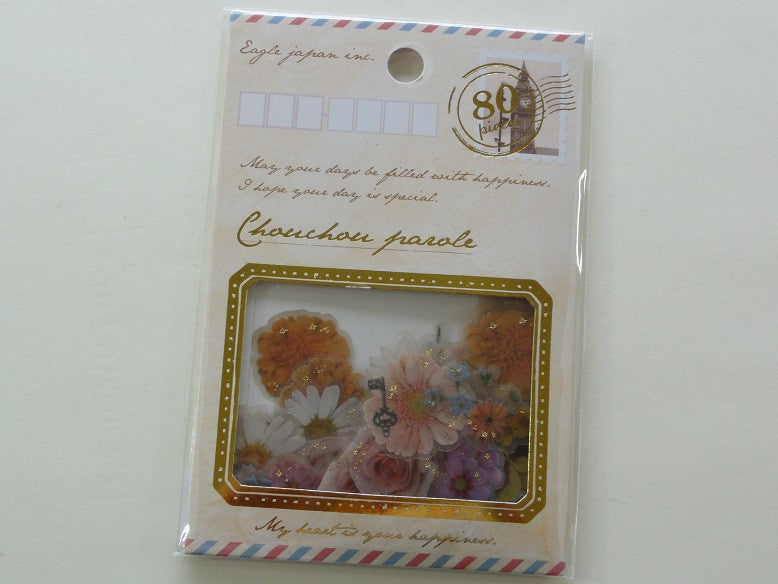 Eagle japan inc.
80
pieces
May your days be filled with happiness.
I hope your day is special.
Chouchou parole
My heart is your happiness.